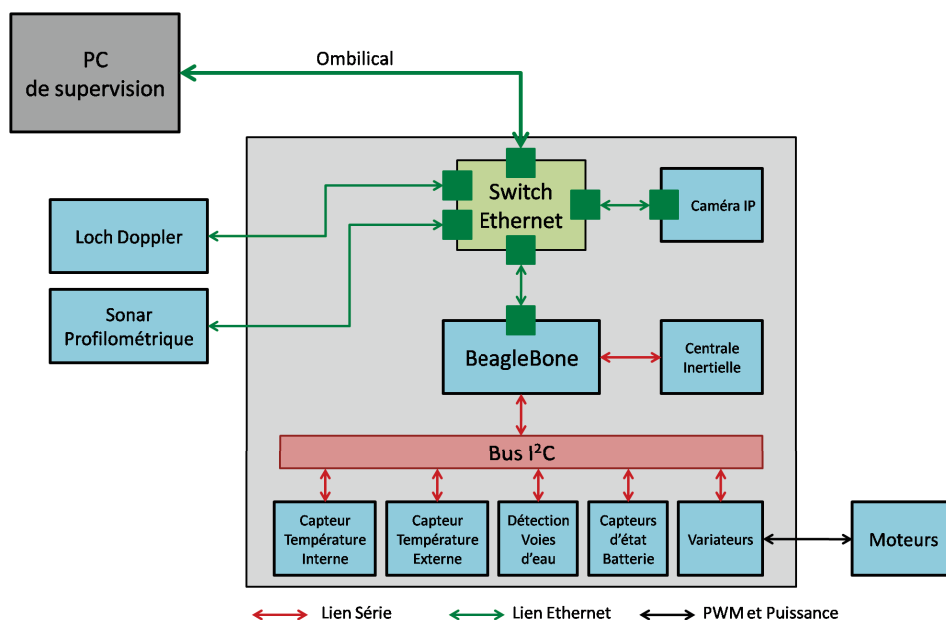 PC
de supervision
Ombilical
Switch
Ethernet
Caméra IP
Loch Doppler
Sonar
Profilométrique
BeagleBone
Centrale
Inertielle
Bus I²C
Capteur
Température
Interne
Capteur
Température
Externe
Détection
Voies
d'eau
Capteurs
d'état
Batterie
Variateurs
Moteurs
Lien Série
Lien Ethernet
PWM et Puissance